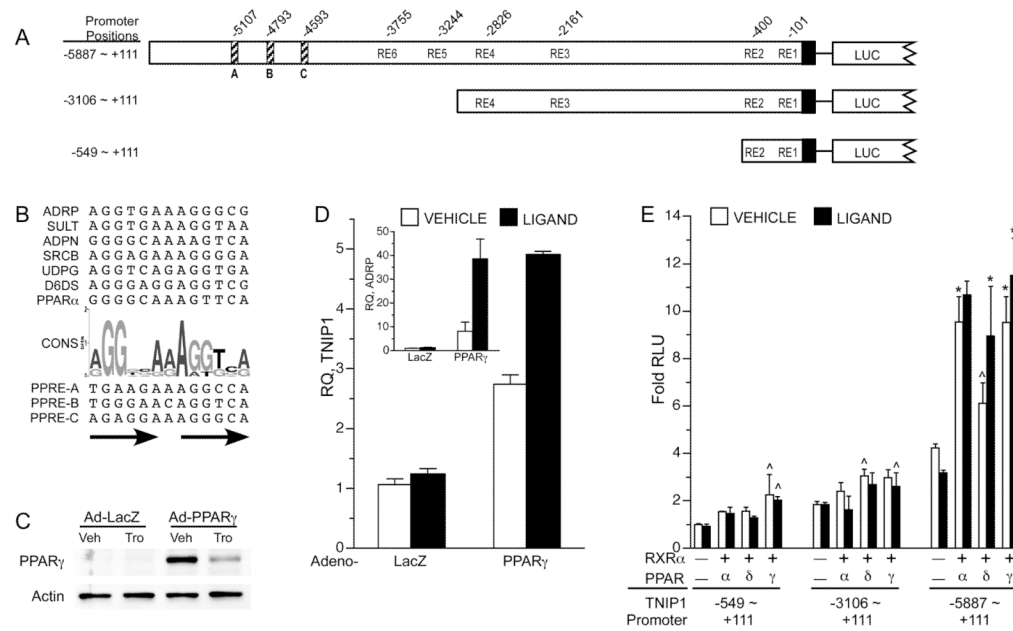 A
Promoter
Positions
-5107
-4793
-4593
-3755
-3244
-2826
-2161
-400
-101
-5887 ~ +111
RE6 RE5 RE4 RE3 RE2 RE1 LUC
A B C
-3106 ~ +111
RE4 RE3 RE2 RE1 LUC
-549 ~ +111
RE2 RE1 LUC
B
ADRP AGGTGAAAGGGCG
SULT AGGTGAAAGGTAA
ADPN GGGGCAAAGGTCA
SRCB AGGAGAAAGGTCA
UDPG AGGTCAGAGGTGA
D6DS AGGGAGGAGGTCG
PPARα GGGGCAAAGTTCA
CONS
PPRE-A TGAAGAAAGGCCA
PPRE-B TGGGAACAGGTCA
PPRE-C AGAGGAAAGGGCA
C
Ad-LacZ Ad-PPARγ
Veh Tro Veh Tro
PPARγ
Actin
D
VEHICLE LIGAND
RQ, TNIP1
5
4
3
2
1
0
RQ, ADRP
50
40
30
20
10
0
LacZ PPARγ
Adeno- LacZ PPARγ
E
VEHICLE LIGAND
Fold RLU
14
12
10
8
6
4
2
0
^ ^ ^ ^ * ^ * * *
RXRα — + + + — + + + — + + +
PPAR — α δ γ — α δ γ — α δ γ
TNIP1 -549 ~ -3106 ~ -5887 ~
Promoter +111 +111 +111